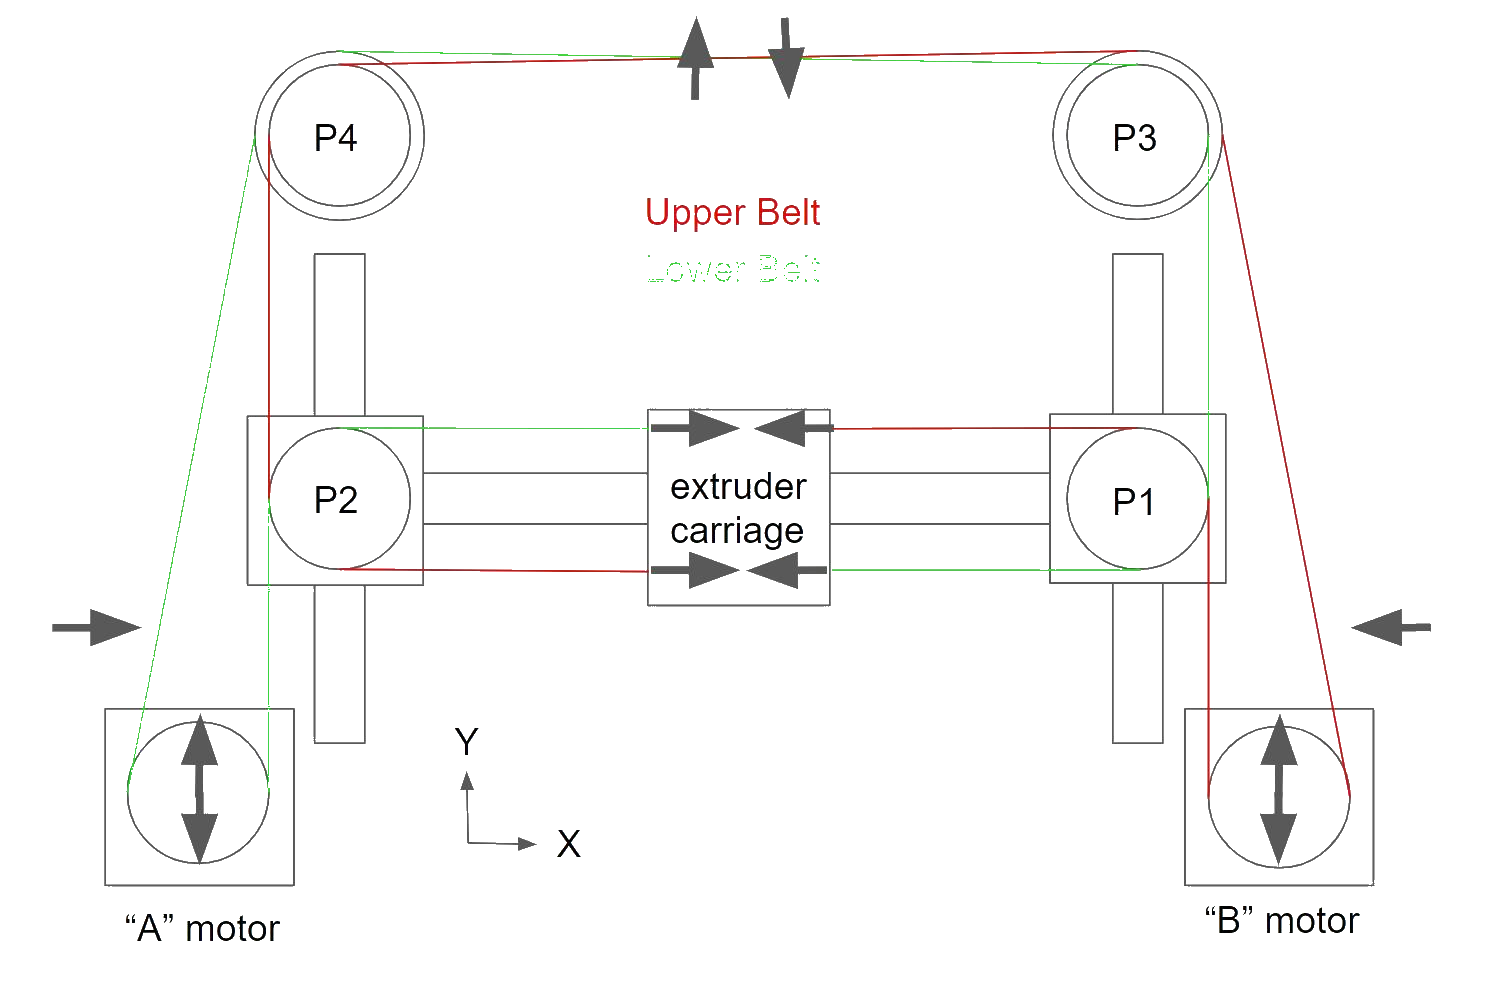 P4
P3
Upper Belt
Lower Belt
P2
extruder
carriage
P1
Y
X
“A” motor
“B” motor